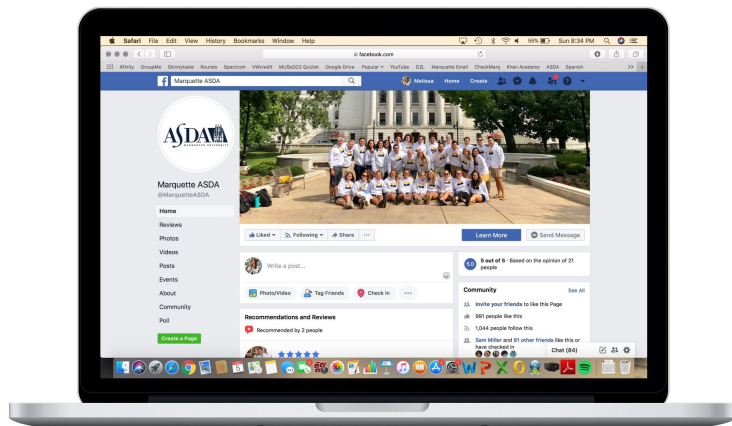 Safari File Edit View History Bookmarks Window Help 55% Sun 8:34 PM
facebook.com
Xfinity GroupMe Skinnytaste Rounds Spectrum VWcredit MUSoD22 Quizlet Google Drive Popular YouTube D2L Marquette Email CheckMarq Khan Academy ASDA Spanish
Marquette ASDA Melissa Home Create
ASDA
MARQUETTE UNIVERSITY
Marquette ASDA
@MarquetteASDA
Home
Reviews
Photos
Videos
Posts
Events
About
Community
Poll
Create a Page
Liked Following Share ... Learn More Send Message
Write a post...
Photo/Video Tag Friends Check in ...
Recommendations and Reviews
Recommended by 2 people
5.0 5 out of 5 · Based on the opinion of 21
people
Community See All
Invite your friends to like this Page
991 people like this
1,044 people follow this
Sam Miller and 91 other friends like this or
have checked in
Chat (84)